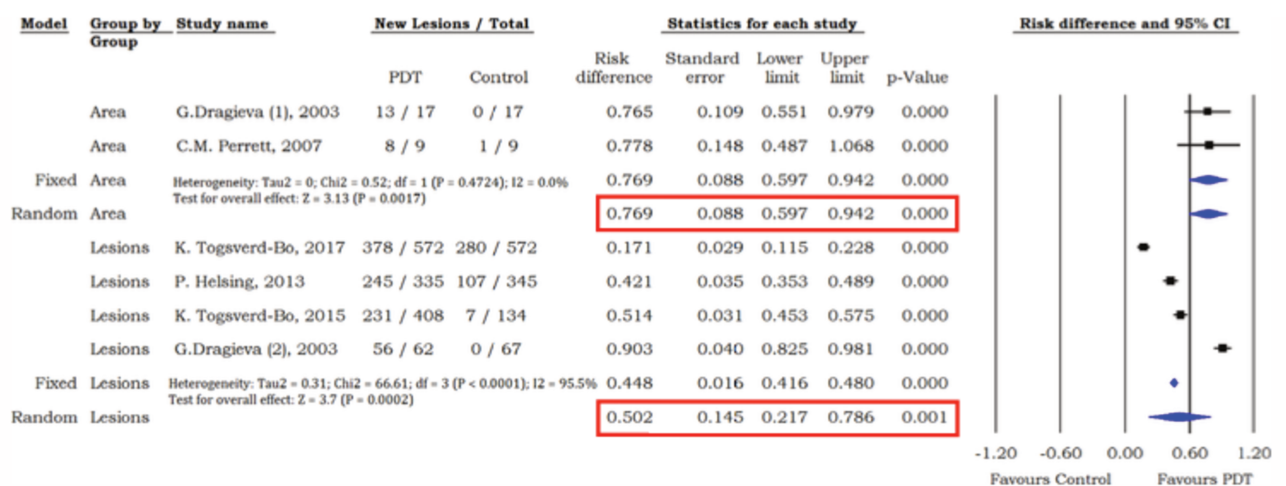 Model Group by Group Study name New Lesions / Total Statistics for each study Risk difference and 95% CI
PDT Control Risk difference Standard error Lower limit Upper limit p-Value
Area G.Dragieva (1), 2003 13 / 17 0 / 17 0.765 0.109 0.551 0.979 0.000
Area C.M. Perrett, 2007 8 / 9 1 / 9 0.778 0.148 0.487 1.068 0.000
Fixed Area Heterogeneity: Tau2 = 0; Chi2 = 0.52; df = 1 (P = 0.4724); I2 = 0.0% 0.769 0.088 0.597 0.942 0.000
Test for overall effect: Z = 3.13 (P = 0.0017)
Random Area 0.769 0.088 0.597 0.942 0.000
Lesions K. Togsverd-Bo, 2017 378 / 572 280 / 572 0.171 0.029 0.115 0.228 0.000
Lesions P. Helsing, 2013 245 / 335 107 / 345 0.421 0.035 0.353 0.489 0.000
Lesions K. Togsverd-Bo, 2015 231 / 408 7 / 134 0.514 0.031 0.453 0.575 0.000
Lesions G.Dragieva (2), 2003 56 / 62 0 / 67 0.903 0.040 0.825 0.981 0.000
Fixed Lesions Heterogeneity: Tau2 = 0.31; Chi2 = 66.61; df = 3 (P < 0.0001); I2 = 95.5% 0.448 0.016 0.416 0.480 0.000
Test for overall effect: Z = 3.7 (P = 0.0002)
Random Lesions 0.502 0.145 0.217 0.786 0.001
-1.20 -0.60 0.00 0.60 1.20
Favours Control Favours PDT